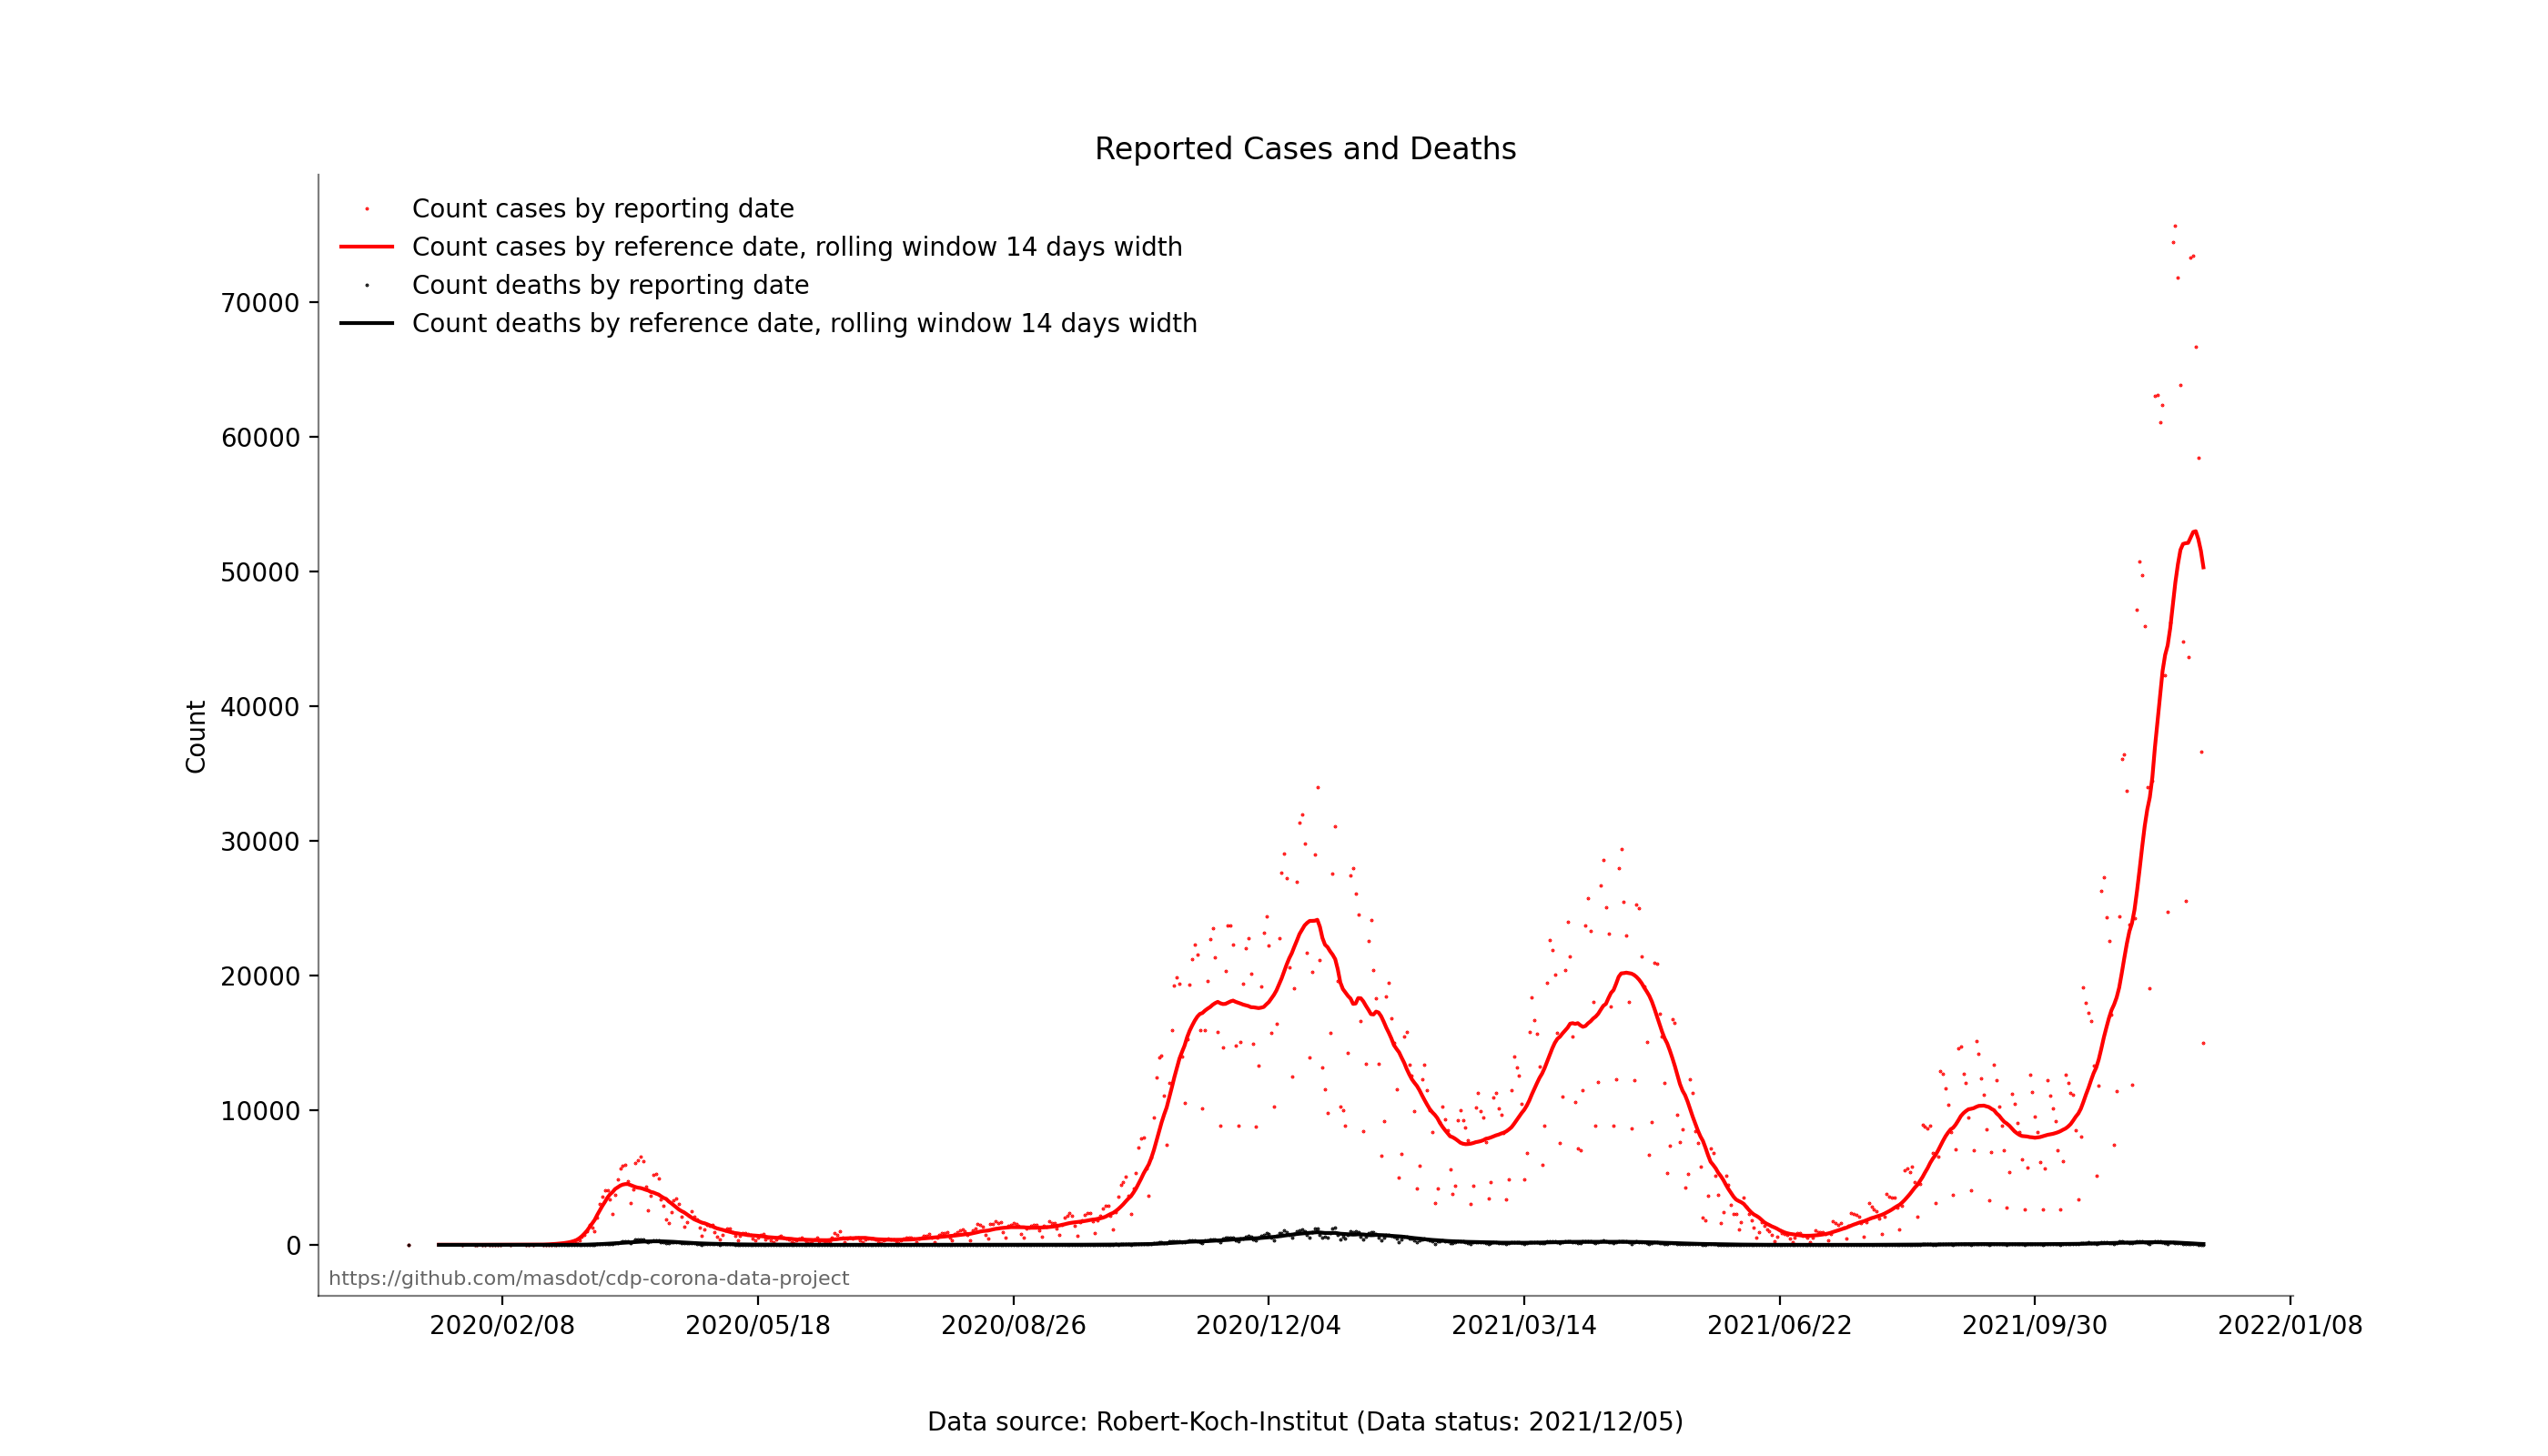 Reported Cases and Deaths
Count cases by reporting date
Count cases by reference date, rolling window 14 days width
Count deaths by reporting date
Count deaths by reference date, rolling window 14 days width
70000
60000
50000
40000
30000
20000
10000
0
Count
https://github.com/masdot/cdp-corona-data-project
2020/02/08 2020/05/18 2020/08/26 2020/12/04 2021/03/14 2021/06/22 2021/09/30 2022/01/08
Data source: Robert-Koch-Institut (Data status: 2021/12/05)